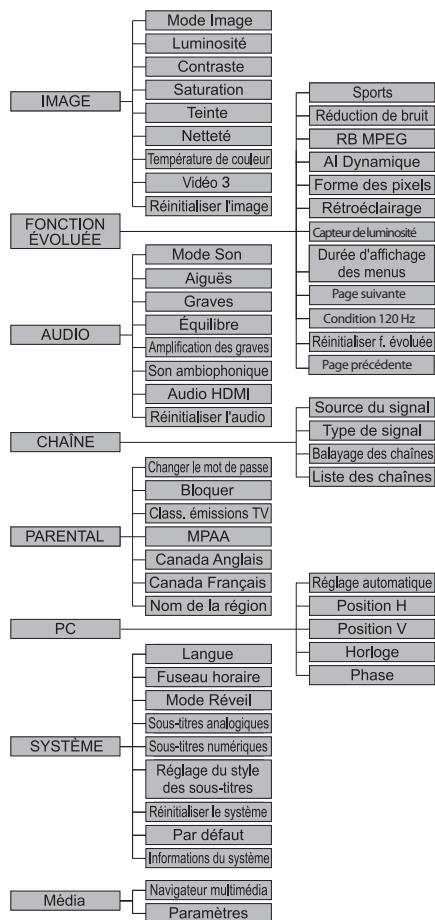 IMAGE
Mode Image
Luminosité
Contraste
Saturation
Teinte
Netteté
Température de couleur
Vidéo 3
Réinitialiser l'image
FONCTION
ÉVOLUÉE
Sports
Réduction de bruit
RB MPEG
AI Dynamique
Forme des pixels
Rétroéclairage
Capteur de luminosité
Durée d'affichage
des menus
Page suivante
Condition 120 Hz
Réinitialiser f. évoluée
Page précédente
AUDIO
Mode Son
Aiguës
Graves
Équilibre
Amplification des graves
Son ambiophonique
Audio HDMI
Réinitialiser l'audio
CHAÎNE
Source du signal
Type de signal
Balayage des chaînes
Liste des chaînes
PARENTAL
Changer le mot de passe
Bloquer
Class. émissions TV
MPAA
Canada Anglais
Canada Français
Nom de la région
PC
Réglage automatique
Position H
Position V
Horloge
Phase
SYSTÈME
Langue
Fuseau horaire
Mode Réveil
Sous-titres analogiques
Sous-titres numériques
Réglage du style
des sous-titres
Réinitialiser le système
Par défaut
Informations du système
Média
Navigateur multimédia
Paramètres